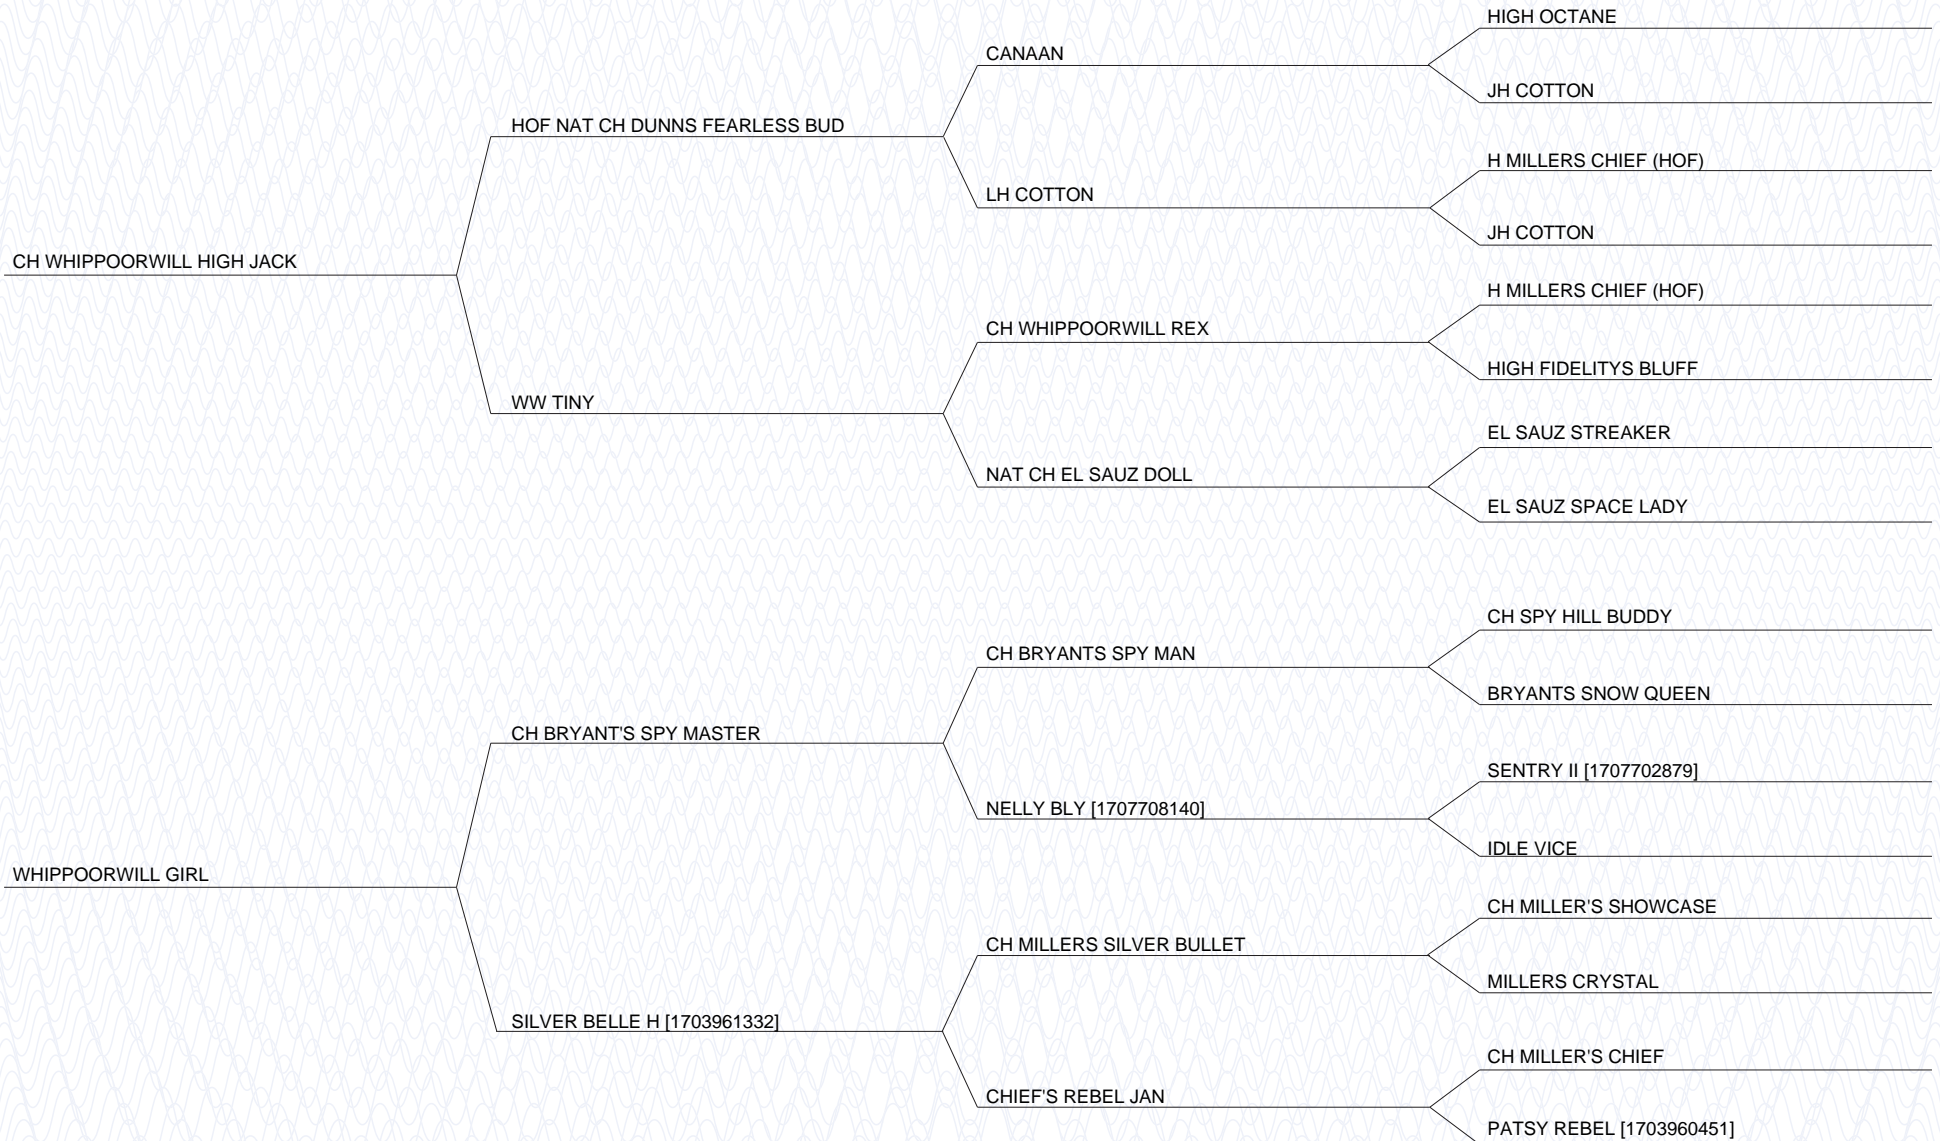 HIGH OCTANE
CANAAN
JH COTTON
HOF NAT CH DUNNS FEARLESS BUD
H MILLERS CHIEF (HOF)
LH COTTON
JH COTTON
CH WHIPPOORWILL HIGH JACK
H MILLERS CHIEF (HOF)
CH WHIPPOORWILL REX
HIGH FIDELITYS BLUFF
WW TINY
EL SAUZ STREAKER
NAT CH EL SAUZ DOLL
EL SAUZ SPACE LADY
CH SPY HILL BUDDY
CH BRYANTS SPY MAN
BRYANTS SNOW QUEEN
CH BRYANT'S SPY MASTER
SENTRY II [1707702879]
NELLY BLY [1707708140]
IDLE VICE
WHIPPOORWILL GIRL
CH MILLER'S SHOWCASE
CH MILLERS SILVER BULLET
MILLERS CRYSTAL
SILVER BELLE H [1703961332]
CH MILLER'S CHIEF
CHIEF'S REBEL JAN
PATSY REBEL [1703960451]